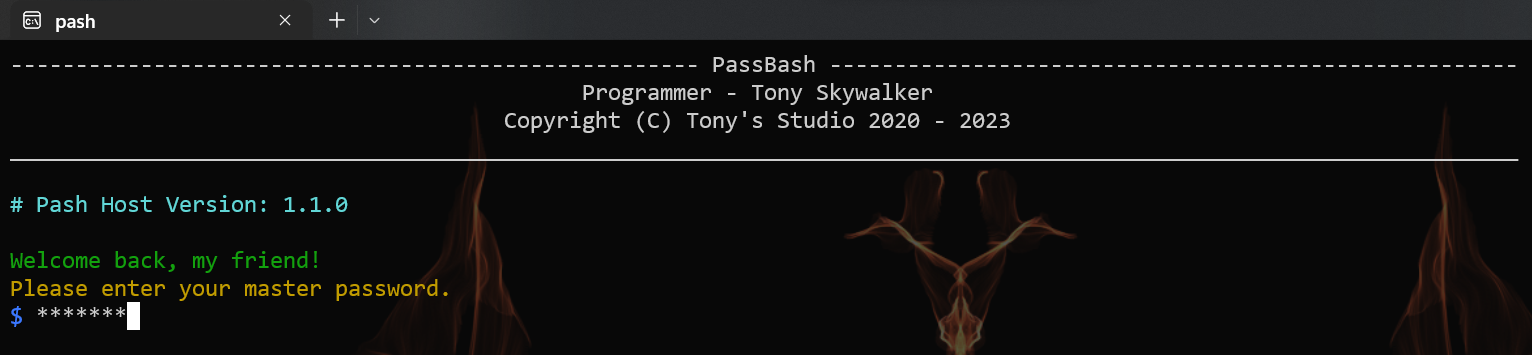 pash
----------------------------------------------------- PassBash -----------------------------------------------------
Programmer - Tony Skywalker
Copyright (C) Tony's Studio 2020 - 2023
# Pash Host Version: 1.1.0
Welcome back, my friend!
Please enter your master password.
$ *******